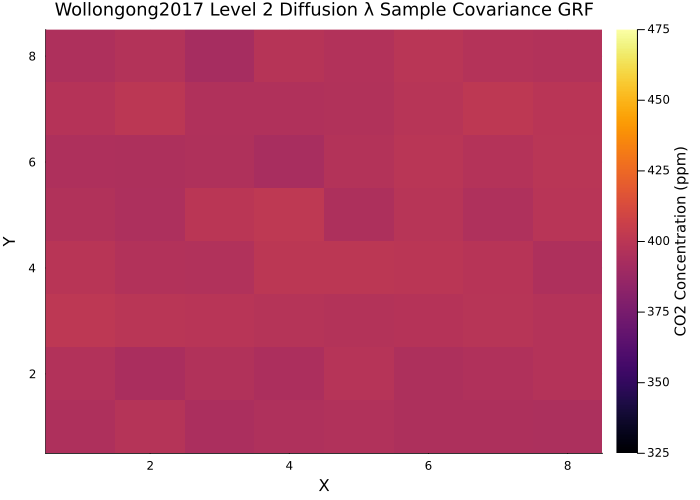 Wollongong2017 Level 2 Diffusion λ Sample Covariance GRF
8
6
4
2
Y
2 4 6 8
X
475
450
425
400
375
350
325
CO2 Concentration (ppm)